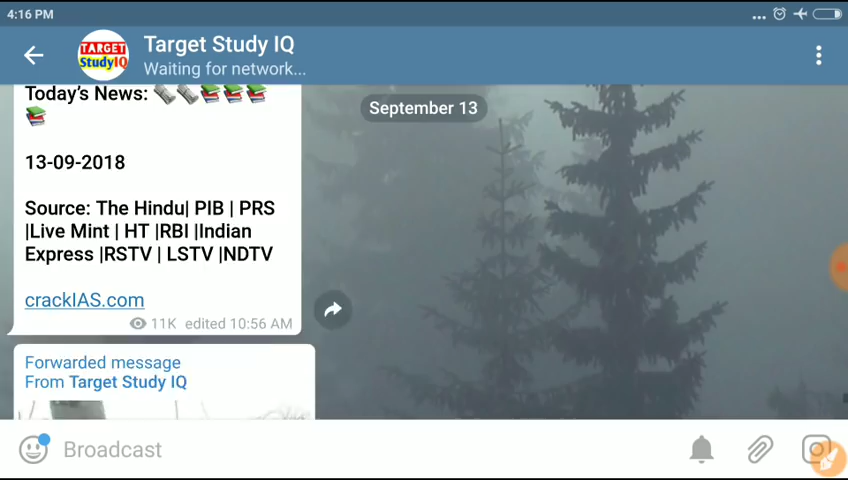 4:16 PM
TARGET
StudyIQ
Target Study IQ
Waiting for network...
Today's News:
September 13
13-09-2018
Source: The Hindu| PIB | PRS
|Live Mint | HT |RBI |Indian
Express |RSTV | LSTV |NDTV
crackIAS.com
11K edited 10:56 AM
Forwarded message
From Target Study IQ
Broadcast